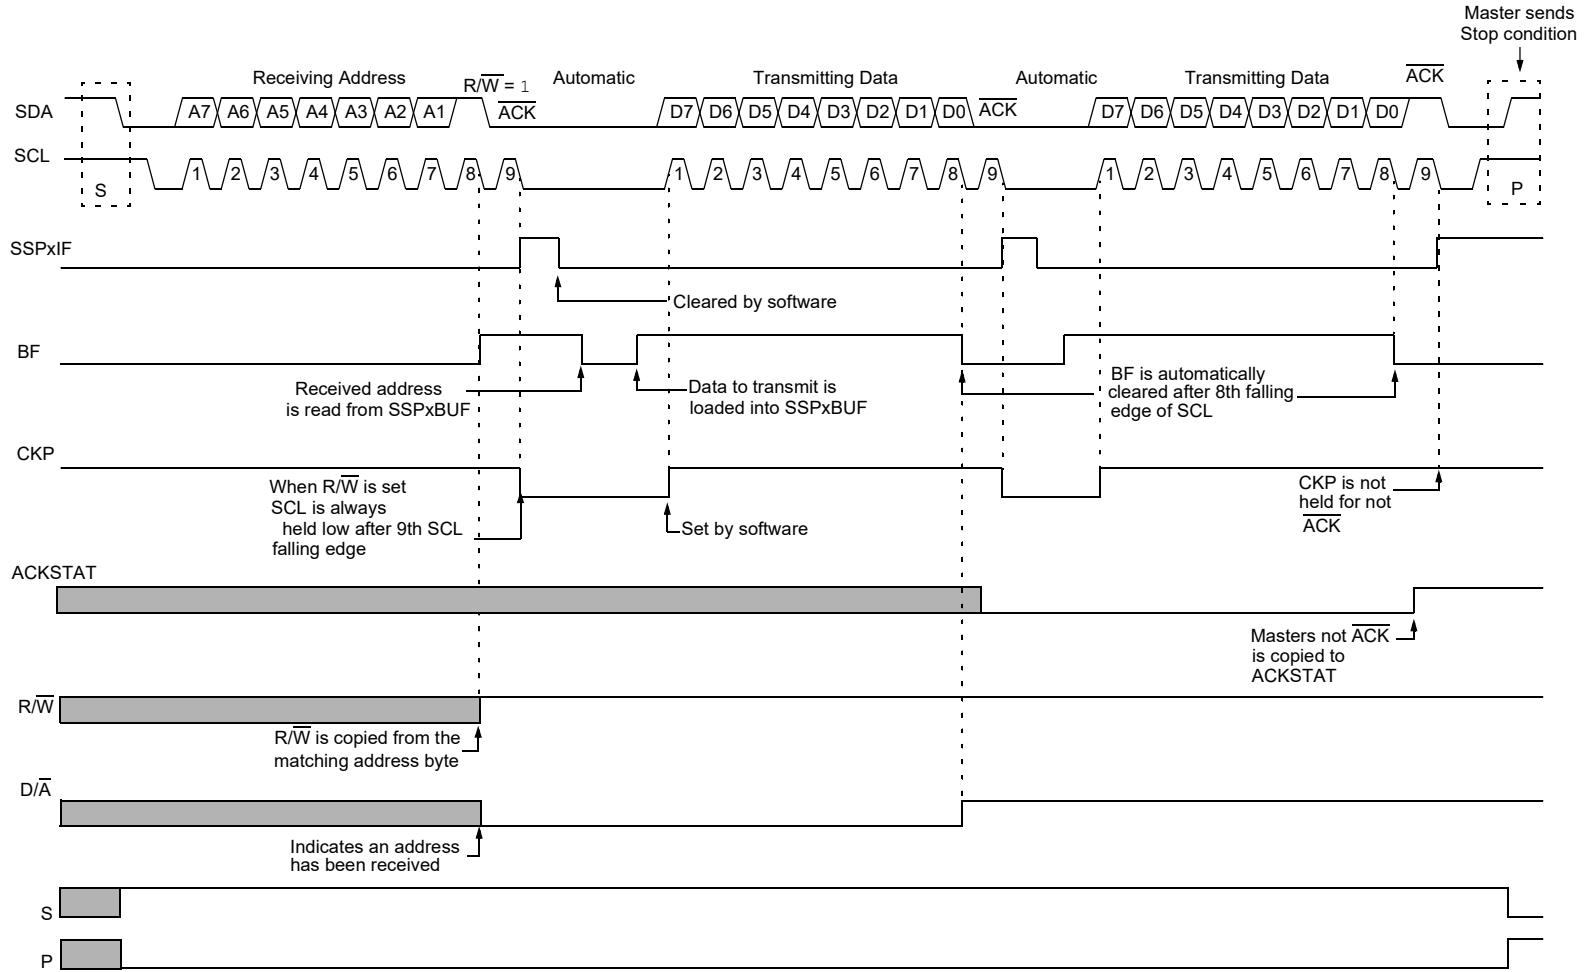 Master sends
Stop condition
Receiving Address
R/W̅ = 1
Automatic
Transmitting Data
Automatic
Transmitting Data
A̅C̅K̅
SDA
A7 A6 A5 A4 A3 A2 A1
A̅C̅K̅
D7 D6 D5 D4 D3 D2 D1 D0
A̅C̅K̅
D7 D6 D5 D4 D3 D2 D1 D0
SCL
S
1 2 3 4 5 6 7 8 9
1 2 3 4 5 6 7 8 9
1 2 3 4 5 6 7 8 9
P
SSPxIF
Cleared by software
BF
Received address
is read from SSPxBUF
Data to transmit is
loaded into SSPxBUF
BF is automatically
cleared after 8th falling
edge of SCL
CKP
When R/W̅ is set
SCL is always
held low after 9th SCL
falling edge
Set by software
CKP is not
held for not
A̅C̅K̅
ACKSTAT
Masters not A̅C̅K̅
is copied to
ACKSTAT
R/W̅
R/W̅ is copied from the
matching address byte
D/A̅
Indicates an address
has been received
S
P